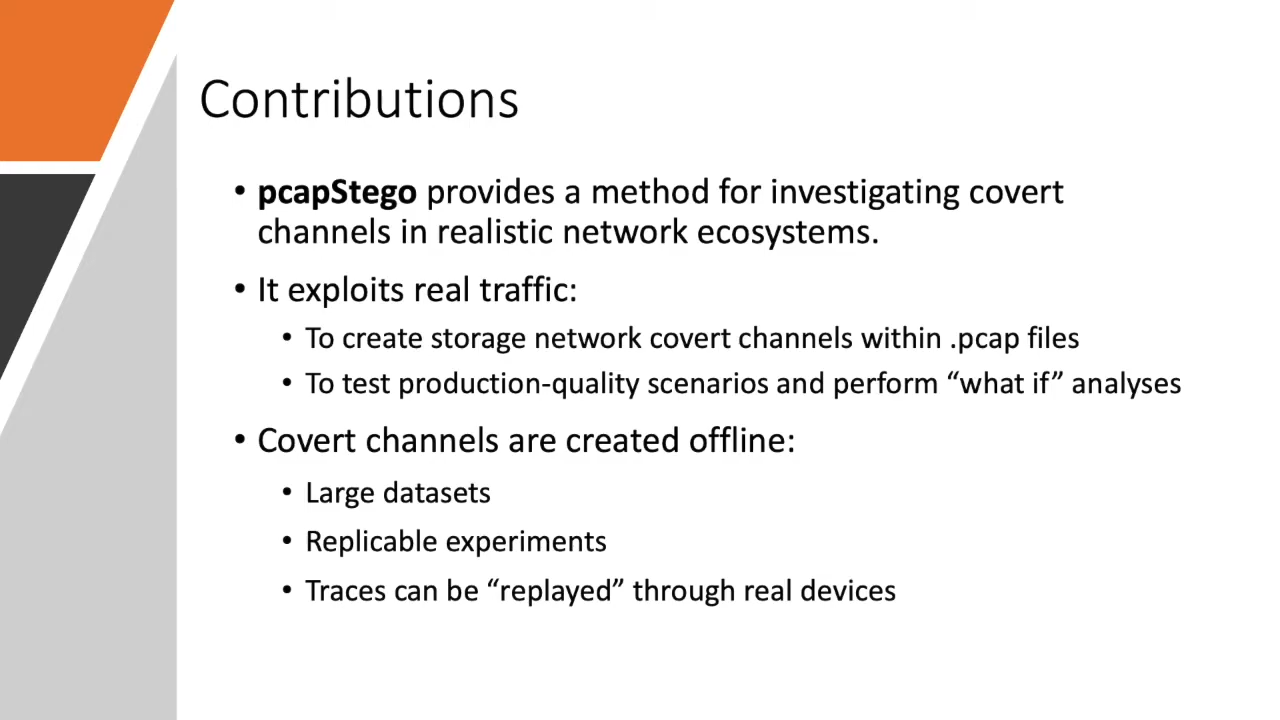 Contributions
• pcapStego provides a method for investigating covert
channels in realistic network ecosystems.
• It exploits real traffic:
• To create storage network covert channels within .pcap files
• To test production-quality scenarios and perform “what if” analyses
• Covert channels are created offline:
• Large datasets
• Replicable experiments
• Traces can be “replayed” through real devices